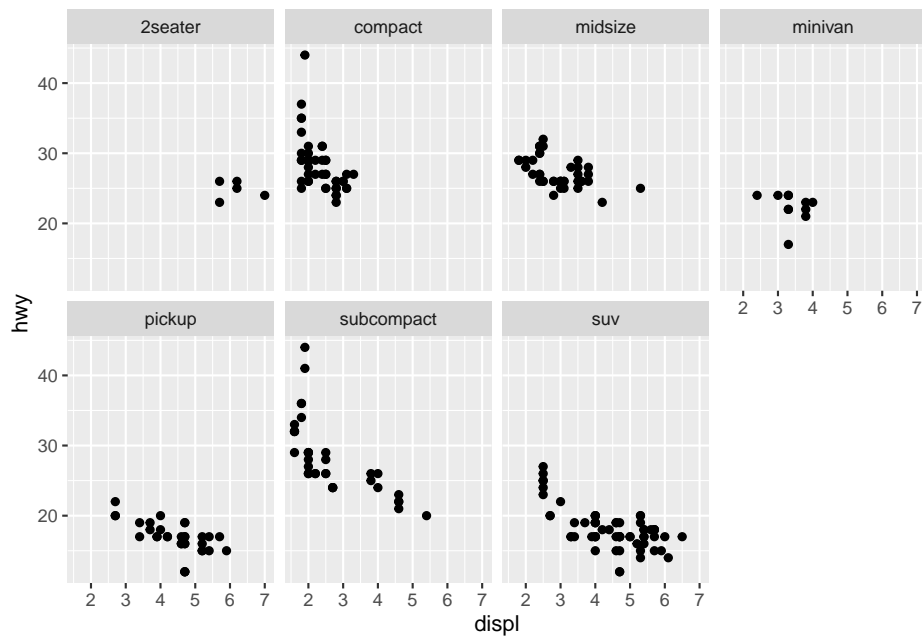 2seater compact midsize minivan
40
30
20
2 3 4 5 6 7
hwy
pickup subcompact suv
40
30
20
2 3 4 5 6 7 2 3 4 5 6 7 2 3 4 5 6 7
displ